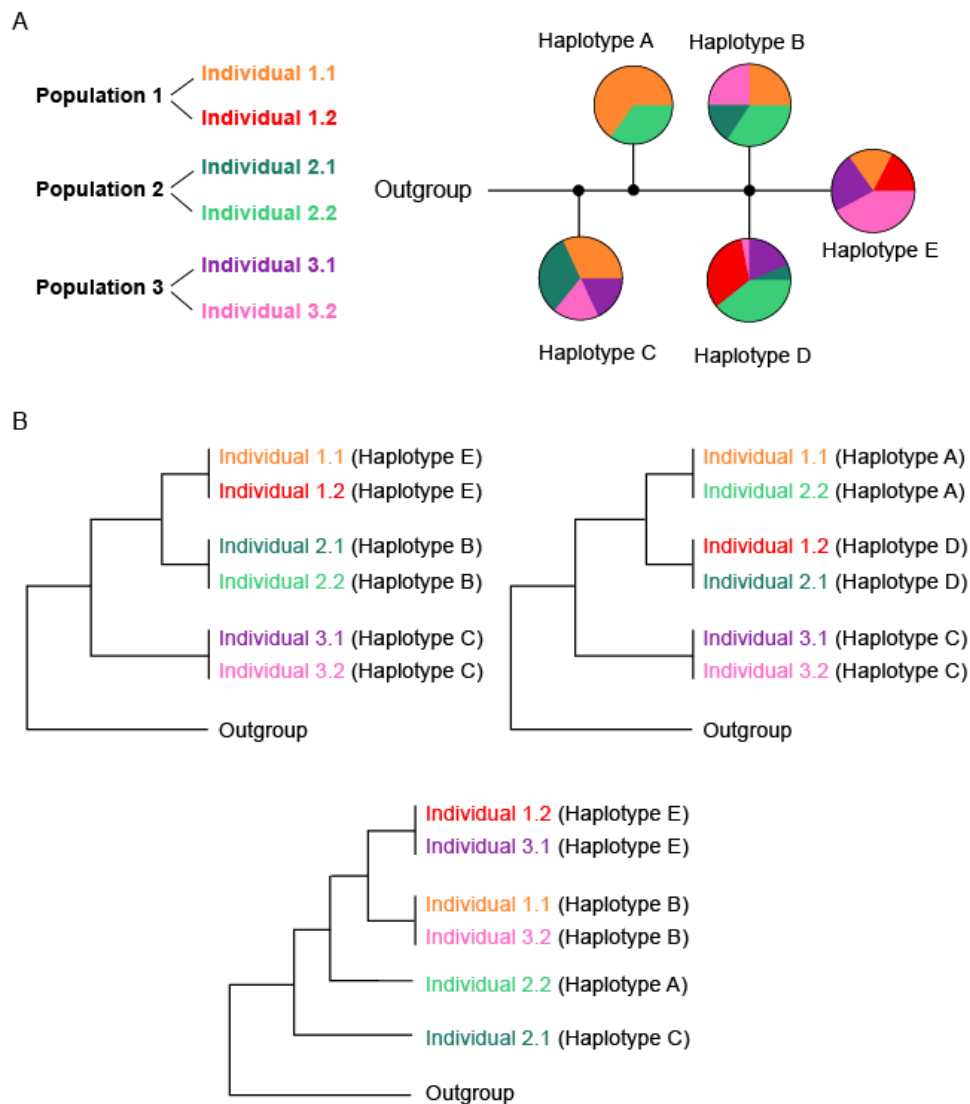 A
Population 1
Individual 1.1
Individual 1.2
Population 2
Individual 2.1
Individual 2.2
Population 3
Individual 3.1
Individual 3.2
Haplotype A
Haplotype B
Outgroup
Haplotype E
Haplotype C
Haplotype D
B
Individual 1.1 (Haplotype E)
Individual 1.2 (Haplotype E)
Individual 2.1 (Haplotype B)
Individual 2.2 (Haplotype B)
Individual 3.1 (Haplotype C)
Individual 3.2 (Haplotype C)
Outgroup
Individual 1.1 (Haplotype A)
Individual 2.2 (Haplotype A)
Individual 1.2 (Haplotype D)
Individual 2.1 (Haplotype D)
Individual 3.1 (Haplotype C)
Individual 3.2 (Haplotype C)
Outgroup
Individual 1.2 (Haplotype E)
Individual 3.1 (Haplotype E)
Individual 1.1 (Haplotype B)
Individual 3.2 (Haplotype B)
Individual 2.2 (Haplotype A)
Individual 2.1 (Haplotype C)
Outgroup